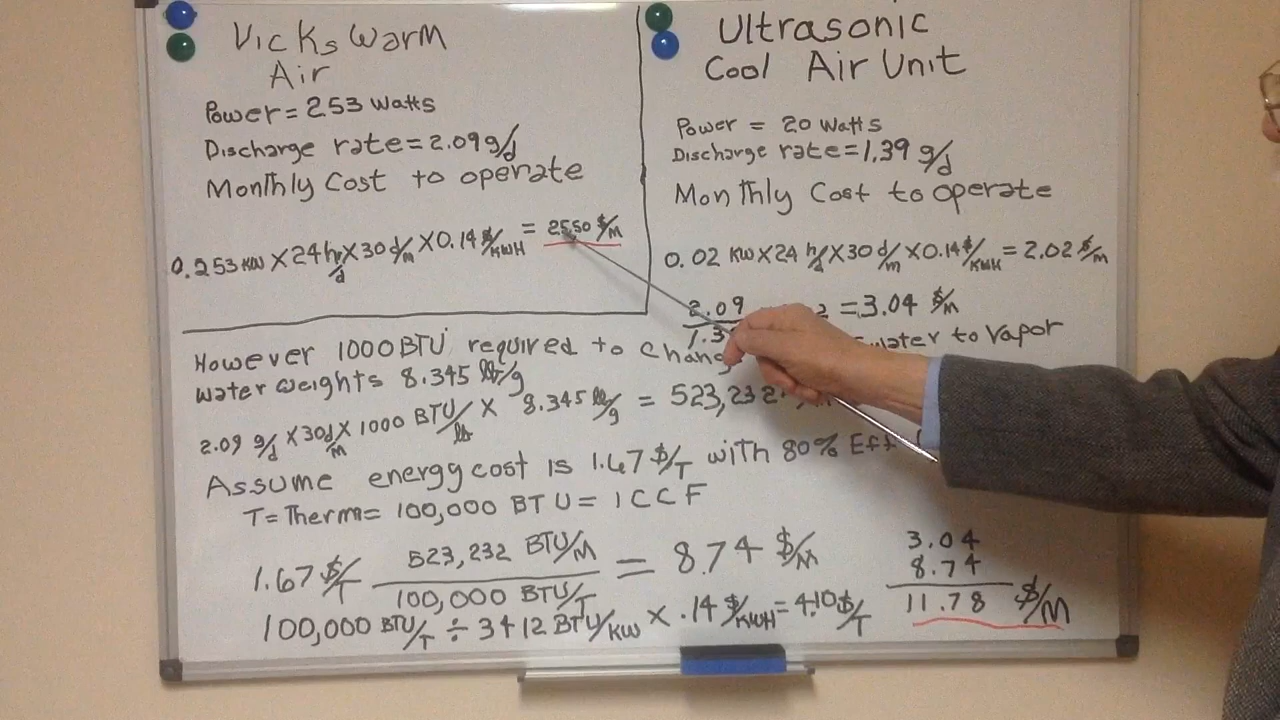 Vicks Warm
Air
Power = 253 Watts
Discharge rate = 2.09 g/d
Monthly Cost to operate
0.253 KW X 24 hr/d X 30 d/m X 0.14 $/KWH = 25.50 $/M
Ultrasonic
Cool Air Unit
Power = 20 Watts
Discharge rate = 1.39 g/d
Monthly Cost to operate
0.02 KW X 24 h/d X 30 d/m X 0.14 $/KWH = 2.02 $/M
2.09 = 3.04 $/M
However 1000 BTU required to water to Vapor
Water weights 8.345 lb/g
2.09 g/d X 30 d/M X 1000 BTU/lb X 8.345 lb/g =
Assume energy cost is 1.67 $/T with 80%
T = Therm = 100,000 BTU = 1 CCF
1.67 $/T 523,232 BTU/M / 100,000 BTU/T = 8.74 $/M
100,000 BTU/T ÷ 3412 BTU/KW X .14 $/KWH = 4.10 $/T
3.04
8.74
11.78 $/M